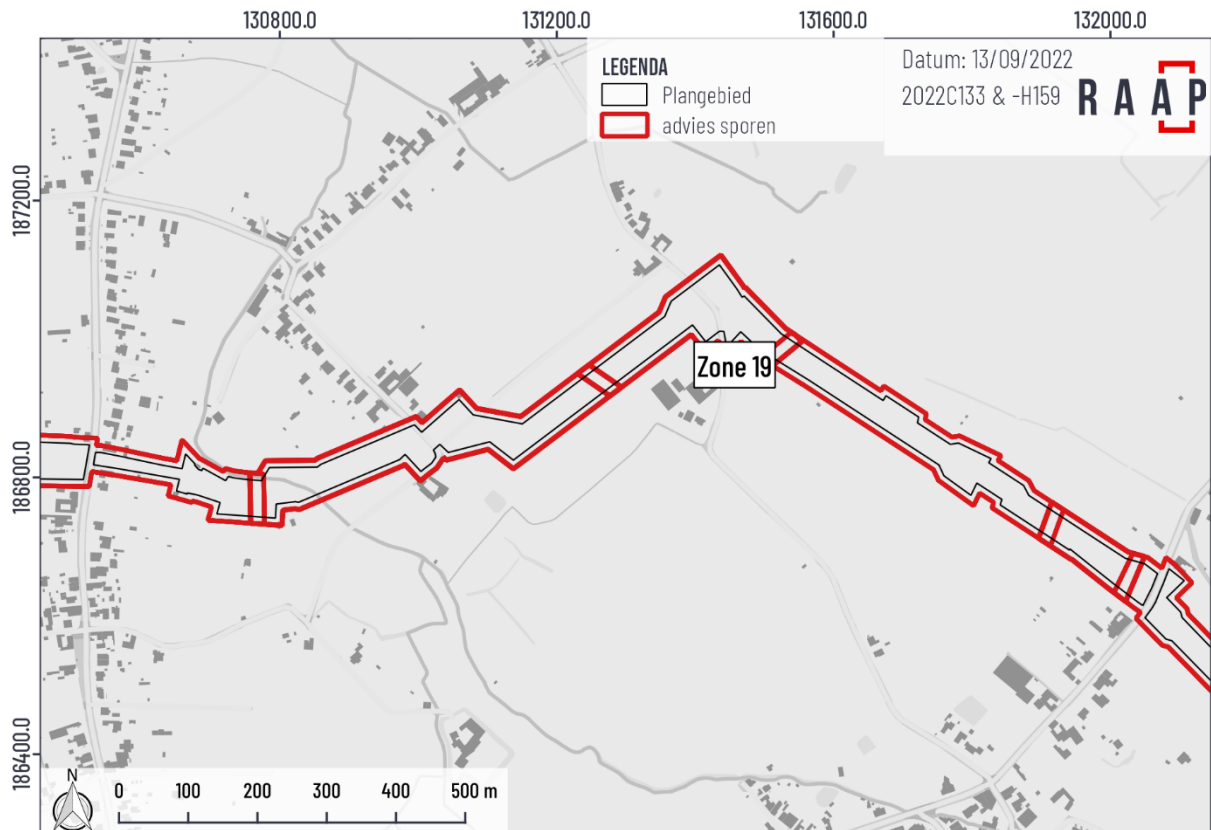 130800.0 131200.0 131600.0 132000.0
LEGENDA
Plangebied
advies sporen
Datum: 13/09/2022
2022C133 & -H159
RAAP
187200.0
Zone 19
186800.0
186400.0
N
0 100 200 300 400 500 m